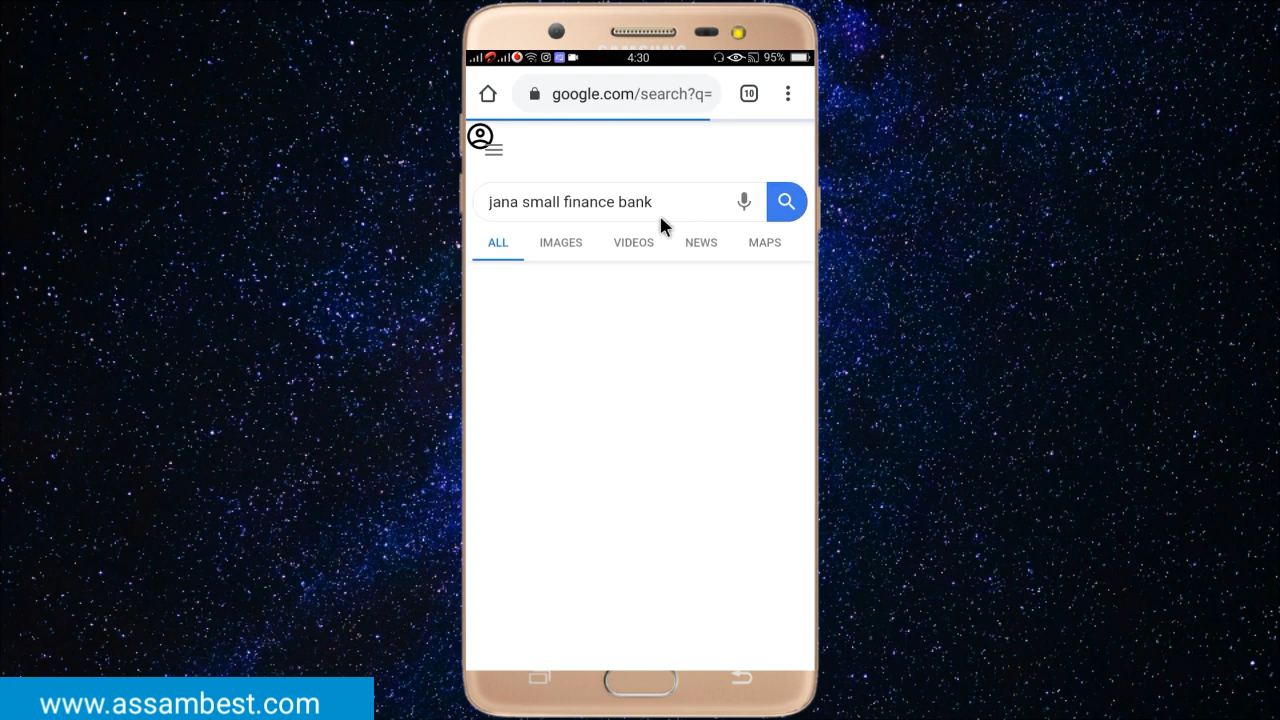 SAMSUNG
4:30
95%
google.com/search?q=
10
jana small finance bank
ALL IMAGES VIDEOS NEWS MAPS
www.assambest.com